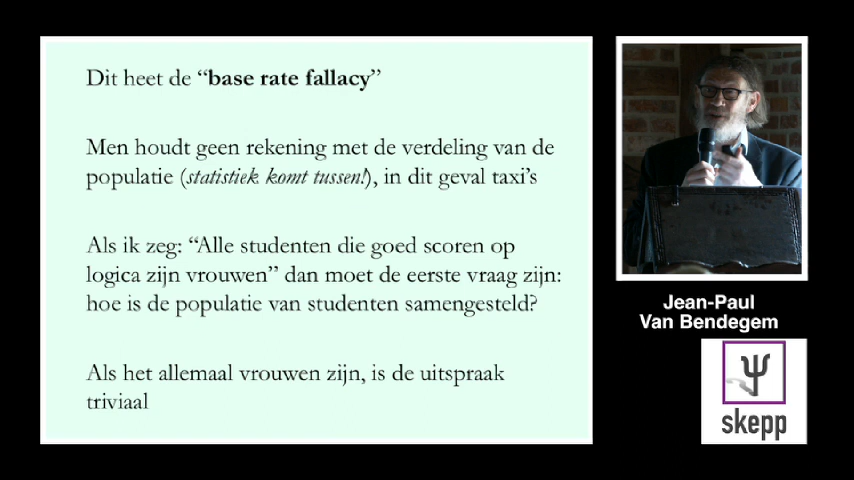 Dit heet de “base rate fallacy”
Men houdt geen rekening met de verdeling van de
populatie (statistiek komt tussen!), in dit geval taxi’s
Als ik zeg: “Alle studenten die goed scoren op
logica zijn vrouwen” dan moet de eerste vraag zijn:
hoe is de populatie van studenten samengesteld?
Als het allemaal vrouwen zijn, is de uitspraak
triviaal
Jean-Paul
Van Bendegem
skepp